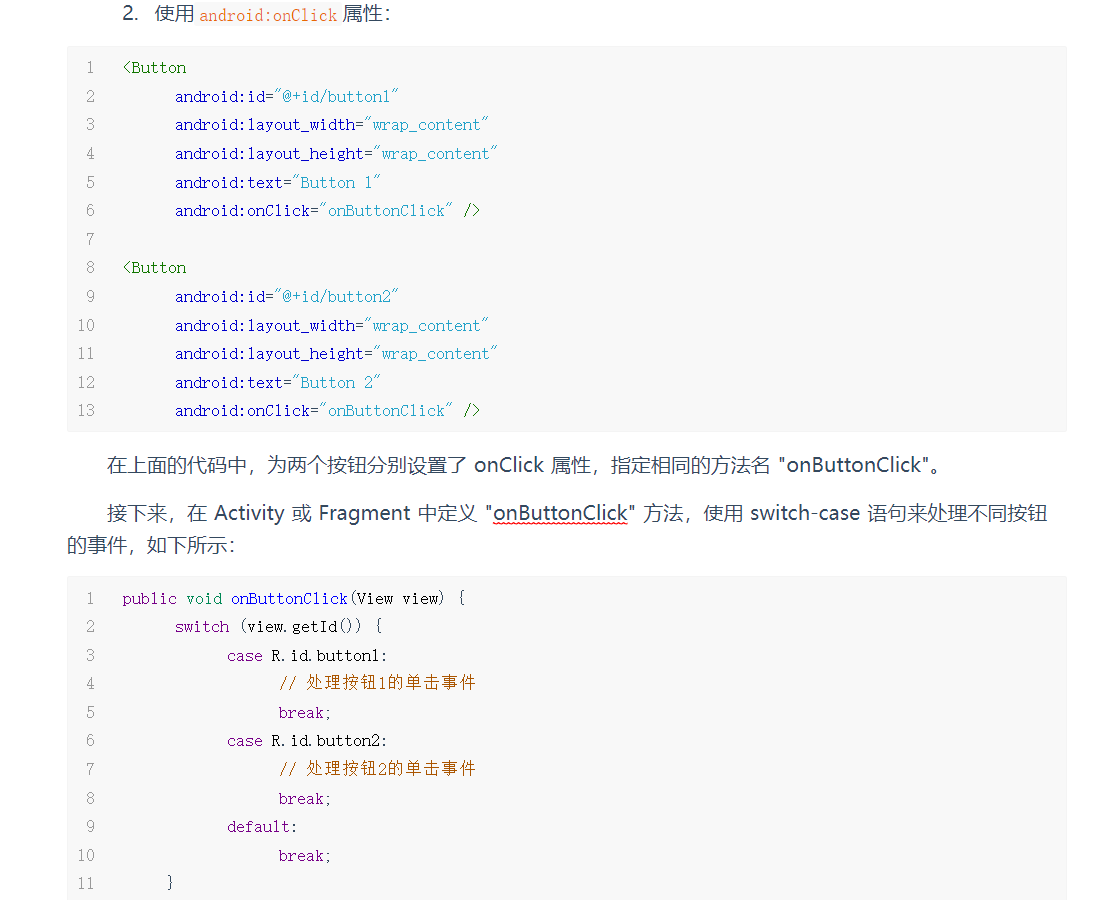 2. 使用 android:onClick 属性：
1 <Button
2 android:id="@+id/button1"
3 android:layout_width="wrap_content"
4 android:layout_height="wrap_content"
5 android:text="Button 1"
6 android:onClick="onButtonClick" />
7
8 <Button
9 android:id="@+id/button2"
10 android:layout_width="wrap_content"
11 android:layout_height="wrap_content"
12 android:text="Button 2"
13 android:onClick="onButtonClick" />
在上面的代码中，为两个按钮分别设置了 onClick 属性，指定相同的方法名 "onButtonClick"。
接下来，在 Activity 或 Fragment 中定义 "onButtonClick" 方法，使用 switch-case 语句来处理不同按钮
的事件，如下所示：
1 public void onButtonClick(View view) {
2 switch (view.getId()) {
3 case R.id.button1:
4 // 处理按钮1的单击事件
5 break;
6 case R.id.button2:
7 // 处理按钮2的单击事件
8 break;
9 default:
10 break;
11 }